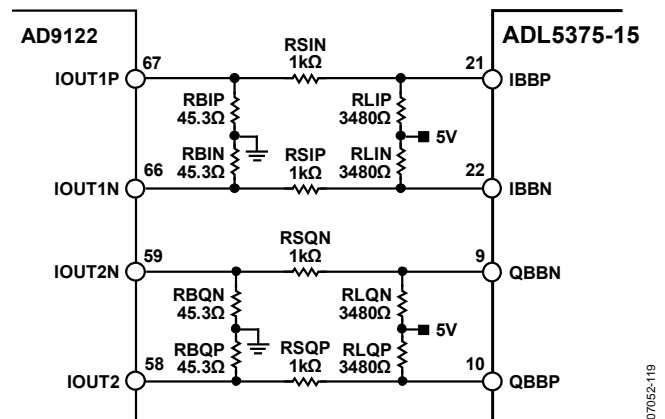 AD9122
ADL5375-15
67
RSIN
1kΩ
21
IOUT1P
IBBP
RBIP
45.3Ω
RLIP
3480Ω
5V
RBIN
45.3Ω
RSIP
1kΩ
RLIN
3480Ω
66
22
IOUT1N
IBBN
59
RSQN
1kΩ
9
IOUT2N
QBBN
RBQN
45.3Ω
RLQN
3480Ω
5V
RBQP
45.3Ω
RSQP
1kΩ
RLQP
3480Ω
58
10
IOUT2
QBBP
07052-119